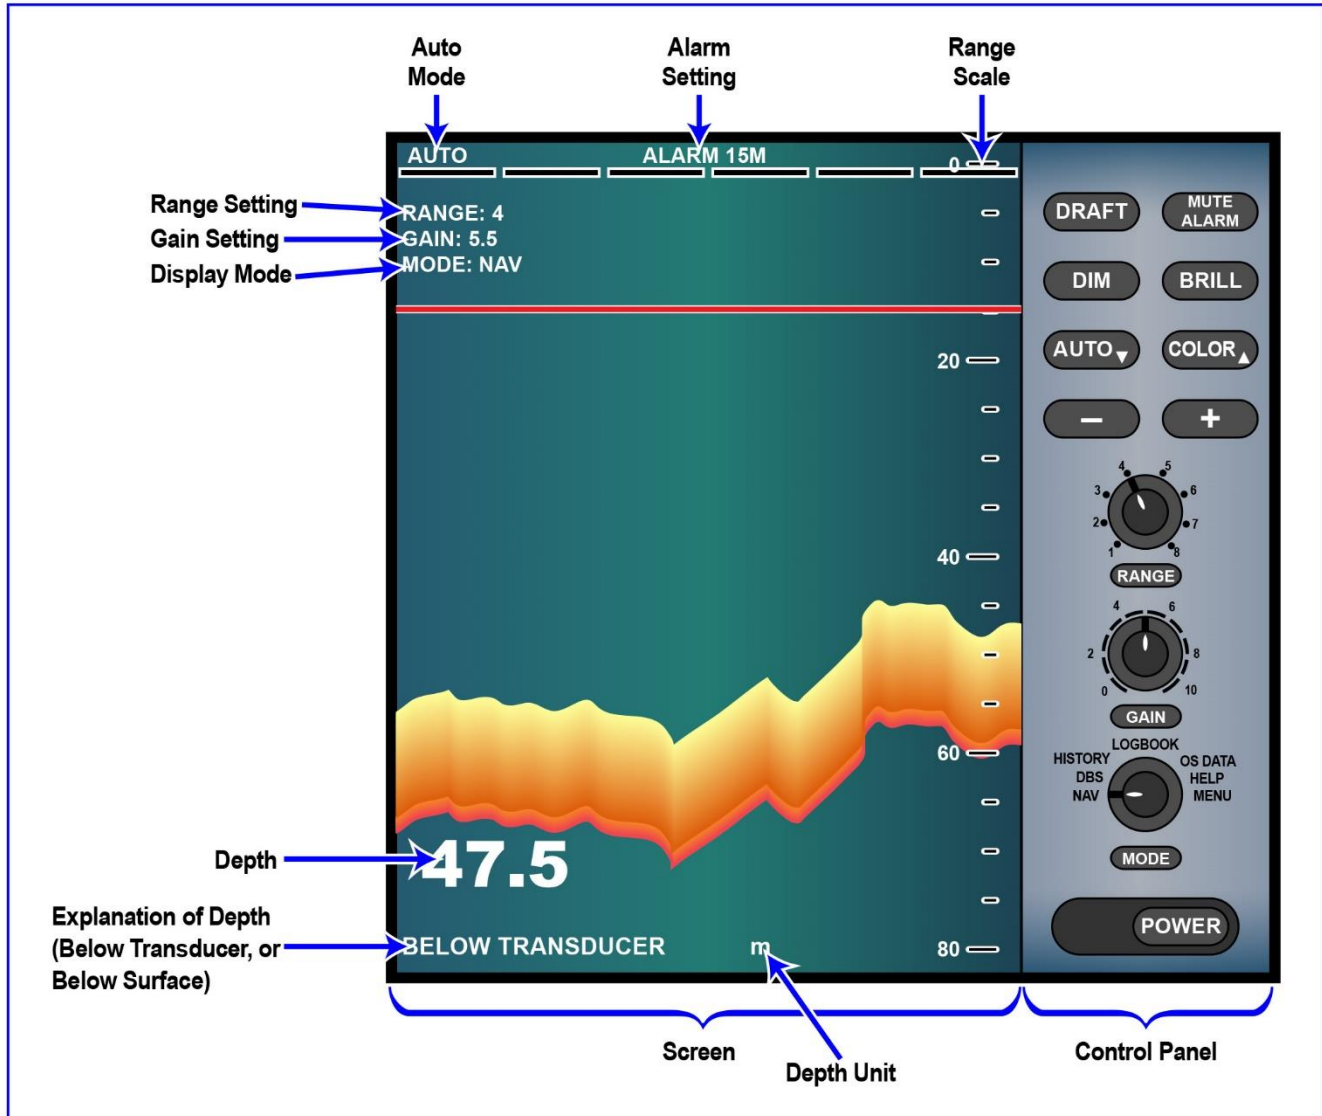 Auto
Mode
Alarm
Setting
Range
Scale
AUTO
ALARM 15M
0
Range Setting
RANGE: 4
Gain Setting
GAIN: 5.5
Display Mode
MODE: NAV
20
40
60
80
Depth
47.5
Explanation of Depth
(Below Transducer, or
Below Surface)
BELOW TRANSDUCER
m
DRAFT
MUTE
ALARM
DIM
BRILL
AUTO▼
COLOR▲
–
+
4
5
3
6
2
7
1
8
RANGE
4
6
2
8
0
10
GAIN
LOGBOOK
HISTORY
OS DATA
DBS
HELP
NAV
MENU
MODE
POWER
Screen
Depth Unit
Control Panel